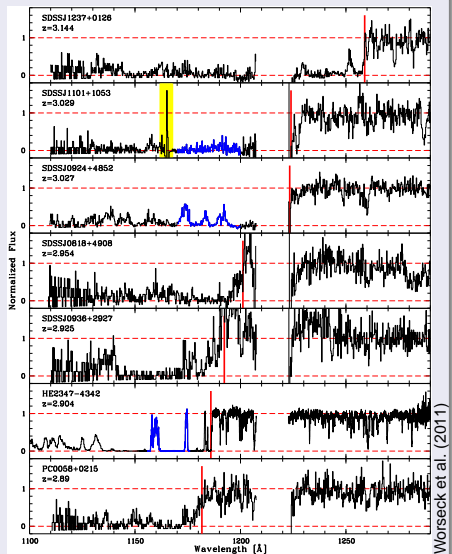 SDSSJ1237+0126
z=3.144
1
0
SDSSJ1101+1053
z=3.029
1
0
SDSSJ0924+4852
z=3.027
1
0
SDSSJ0818+4908
z=2.954
1
0
SDSSJ0936+2927
z=2.925
1
0
HE2347-4342
z=2.904
1
0
PC0058+0215
z=2.89
1
0
1100
1150
1200
1250
Wavelength [Å]
Normalized Flux
Worseck et al. (2011)